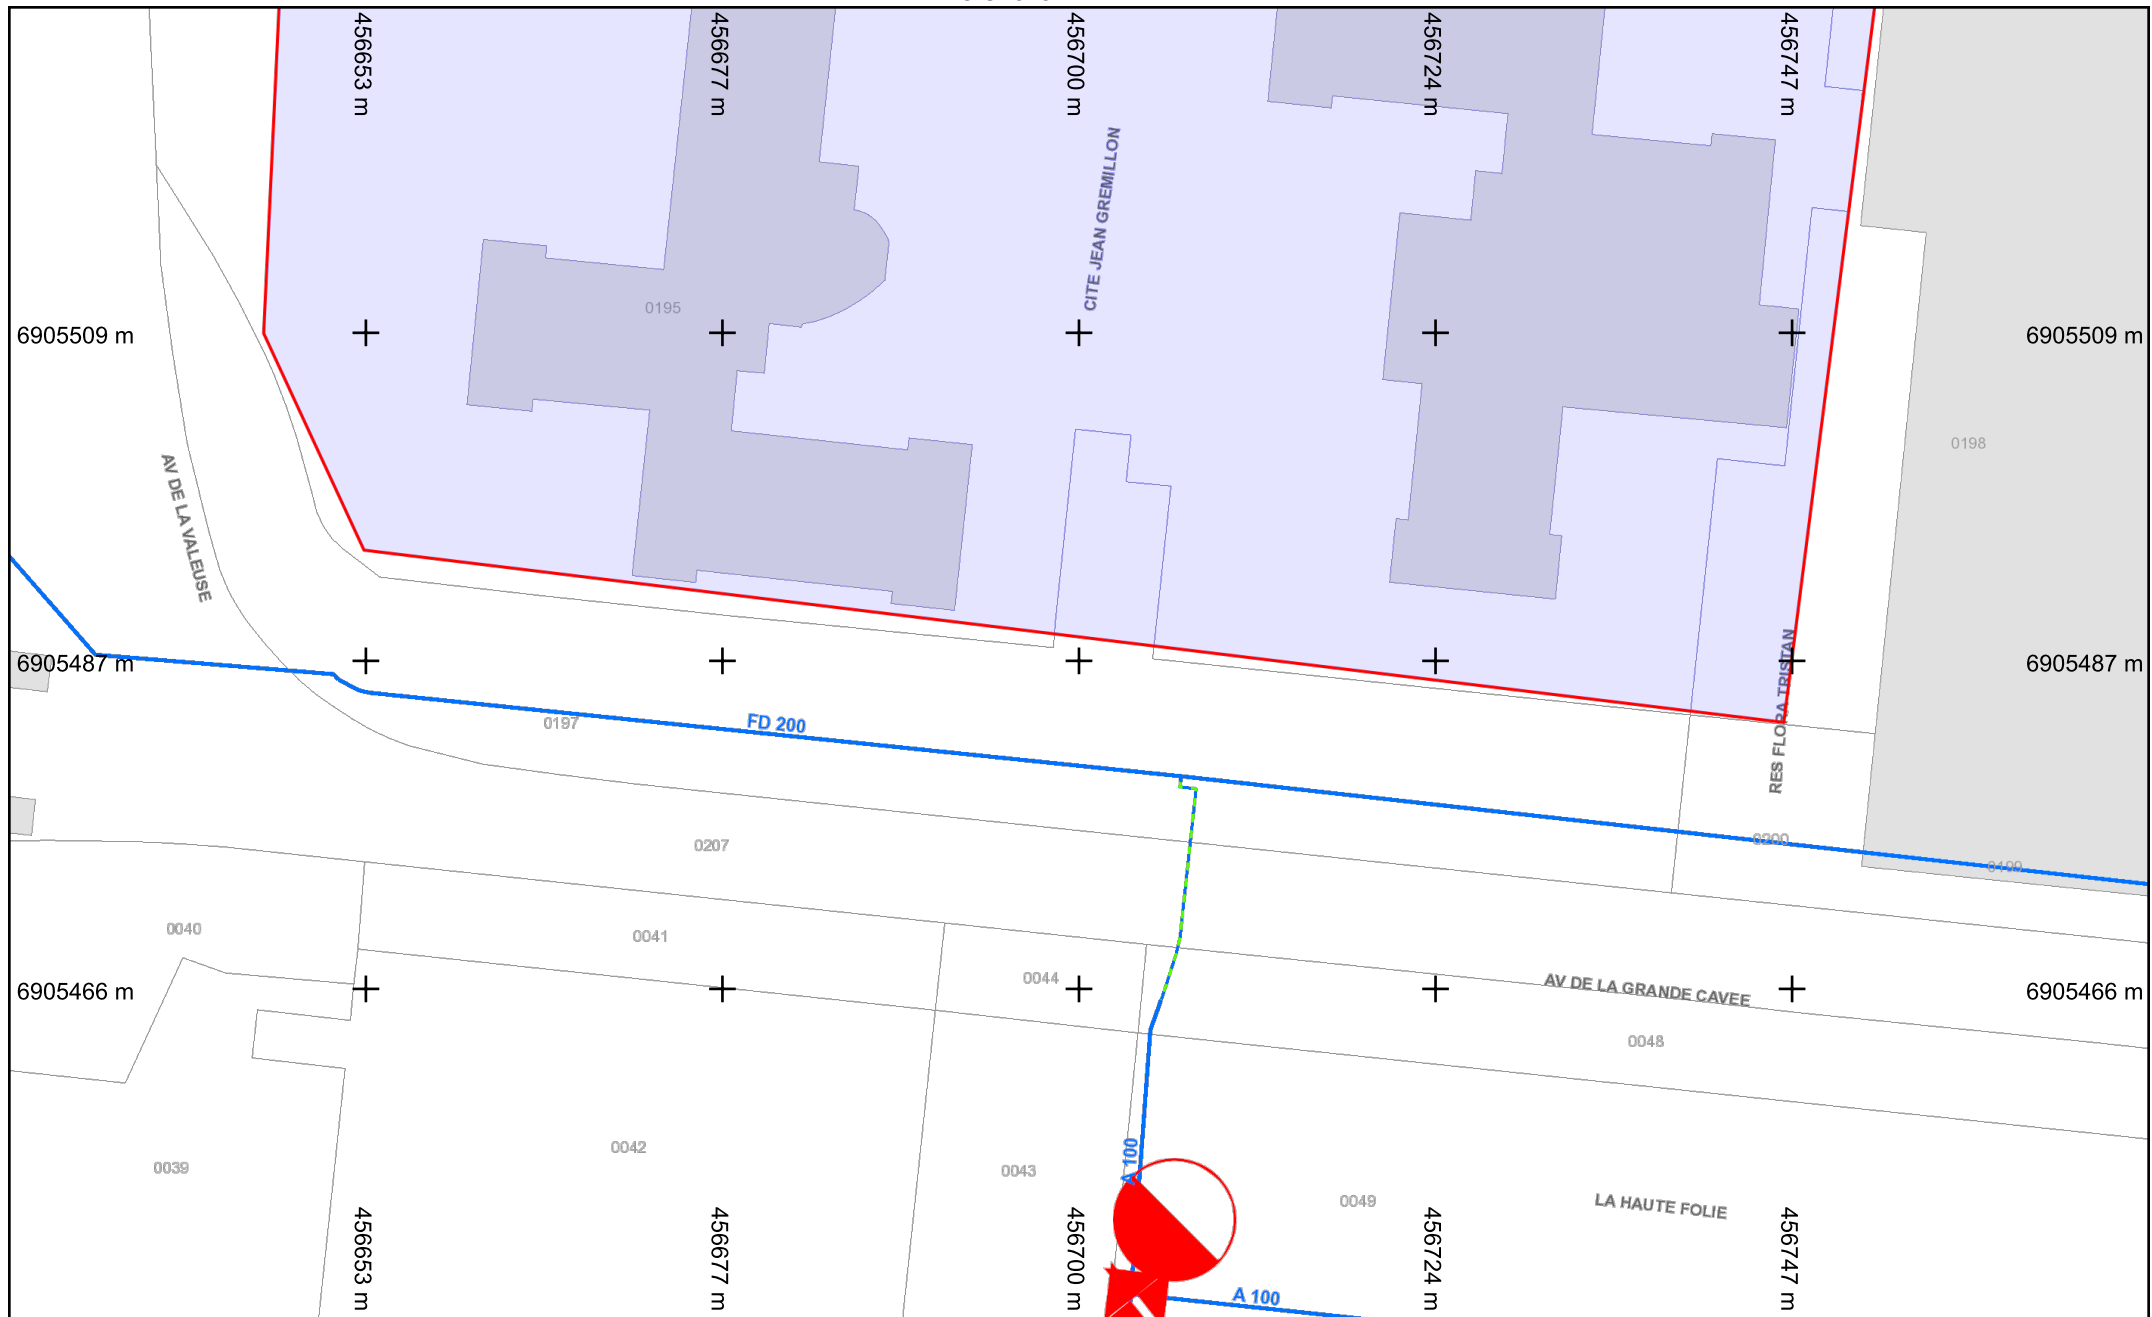 456653 m
456677 m
456700 m
456724 m
456747 m
CITE JEAN GREMILLON
0195
6905509 m
6905509 m
0198
AV DE LA VALEUSE
6905487 m
6905487 m
RES FLORA TRISTAN
0197
FD 200
0207
0200
0199
0040
0041
0044
6905466 m
6905466 m
AV DE LA GRANDE CAVEE
0048
0042
0039
0043
A 100
0049
LA HAUTE FOLIE
456653 m
456677 m
456700 m
456724 m
456747 m
A 100